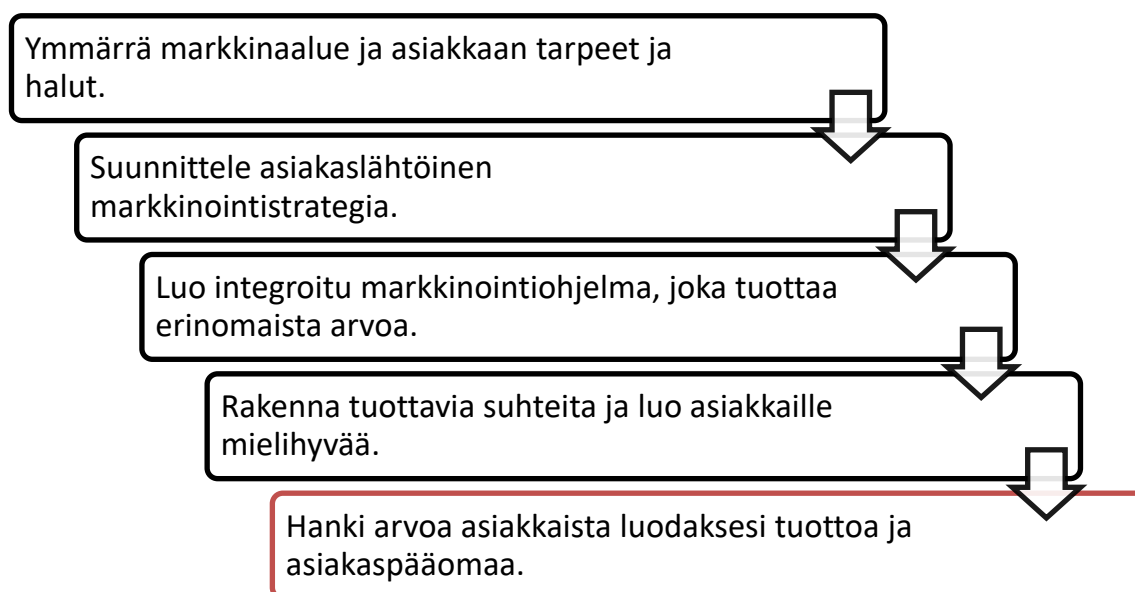 Ymmärrä markkinaalue ja asiakkaan tarpeet ja
halut.
Suunnittele asiakaslähtöinen
markkinointistrategia.
Luo integroitu markkinointiohjelma, joka tuottaa
erinomaista arvoa.
Rakenna tuottavia suhteita ja luo asiakkaille
mielihyvää.
Hanki arvoa asiakkaista luodaksesi tuottoa ja
asiakaspääomaa.